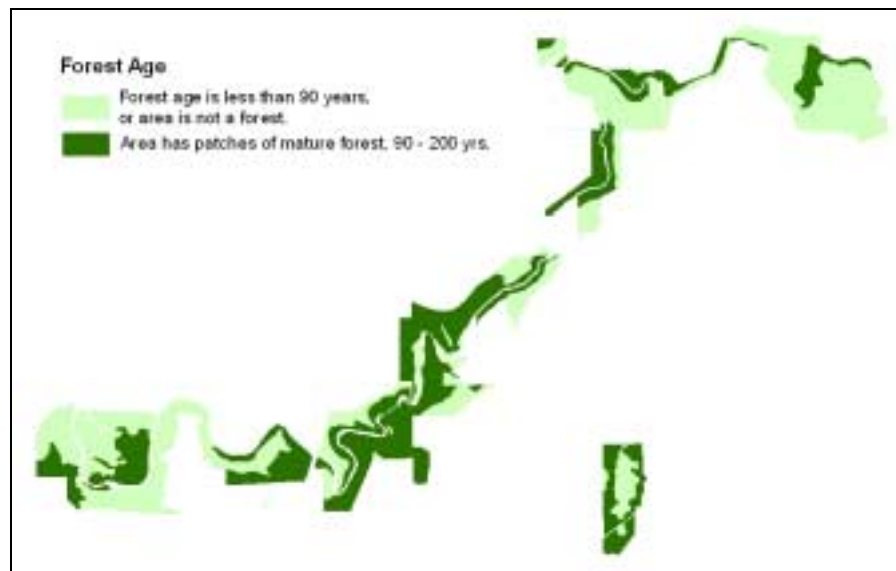 Forest Age
Forest age is less than 90 years,
or area is not a forest.
Area has patches of mature forest, 90 - 200 yrs.